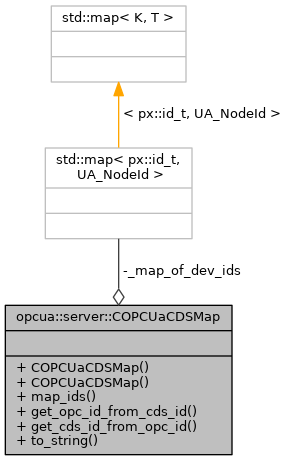 std::map< K, T >
< px::id_t, UA_NodeId >
std::map< px::id_t,
UA_NodeId >
-_map_of_dev_ids
opcua::server::COPCUaCDSMap
+ COPCUaCDSMap()
+ COPCUaCDSMap()
+ map_ids()
+ get_opc_id_from_cds_id()
+ get_cds_id_from_opc_id()
+ to_string()